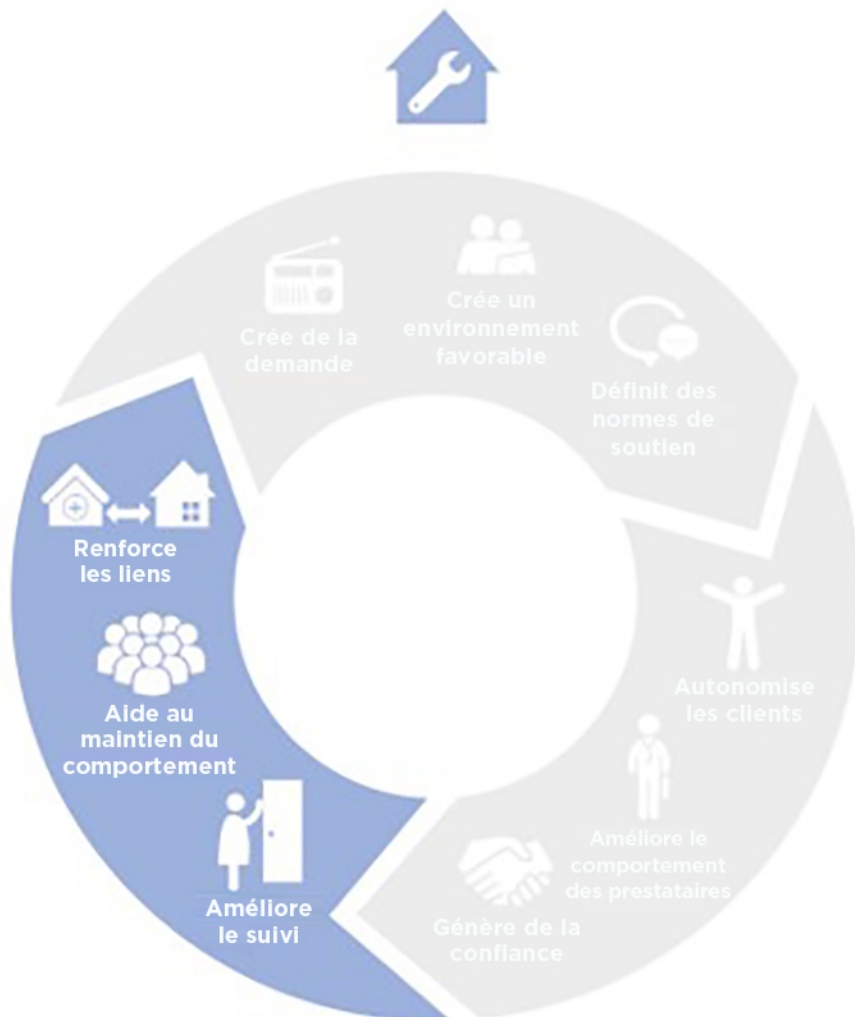 Crée de la
demande
Crée un
environnement
favorable
Définit des
normes de
soutien
Autonomise
les clients
Améliore le
comportement
des prestataires
Génère de la
confiance
Améliore
le suivi
Aide au
maintien du
comportement
Renforce
les liens